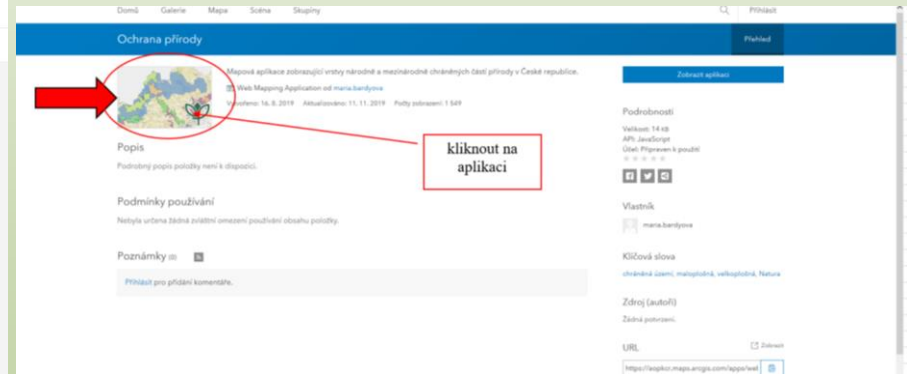 Domů Galerie Mapa Scéna Skupiny Přihlásit
Ochrana přírody Přehled
Mapová aplikace zobrazující vrstvy národně a mezinárodně chráněných částí přírody v České republice.
Web Mapping Application od maria.bardyova
Vytvořeno: 16. 8. 2019 Aktualizováno: 11. 11. 2019 Počty zobrazení: 1 549
Zobrazit aplikaci
kliknout na
aplikaci
Popis
Podrobný popis položky není k dispozici.
Podmínky používání
Nebyla určena žádná zvláštní omezení používání obsahu položky.
Poznámky (0)
Přihlásit pro přidání komentáře.
Podrobnosti
Velikost: 14 KB
API: JavaScript
Účel: Připraven k použití
Vlastník
maria.bardyova
Klíčová slova
chráněná území, maloplošná, velkoplošná, Natura
Zdroj (autoři)
Žádná potvrzení.
URL Zobrazit
https://aopkcr.maps.arcgis.com/apps/wel